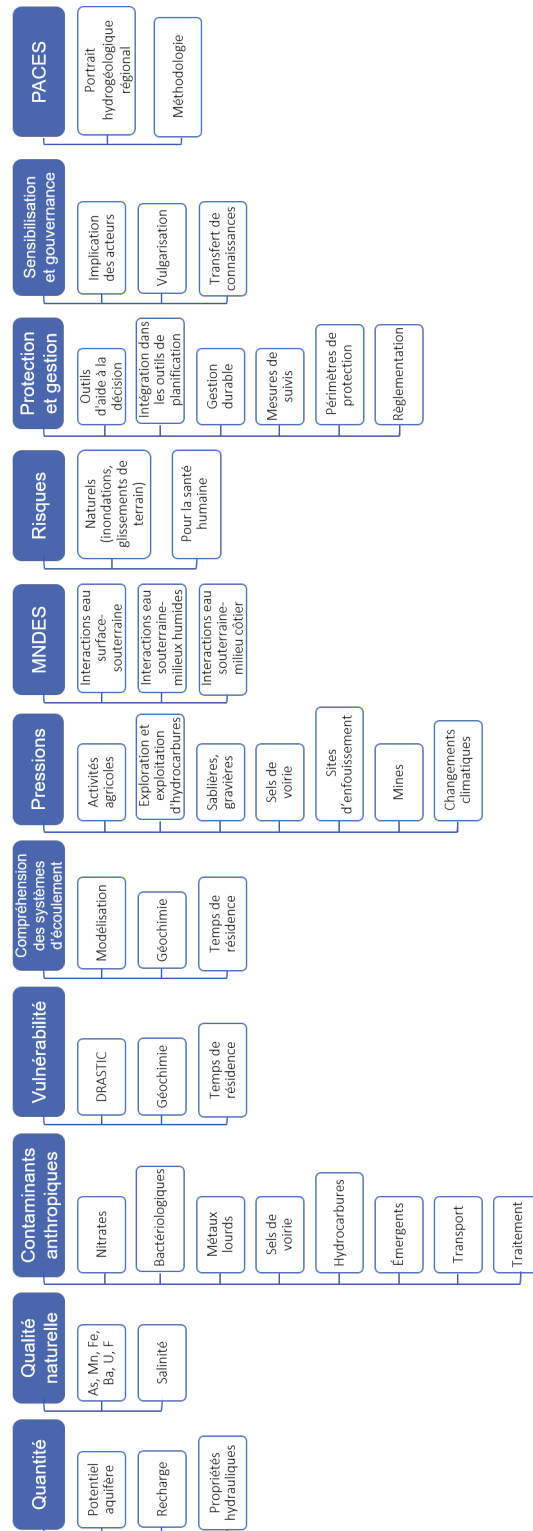 Quantité
Potentiel
aquifère
Recharge
Propriétés
hydrauliques
Qualité
naturelle
As, Mn, Fe,
Ba, U, F
Salinité
Contaminants
anthropiques
Nitrates
Bactériologiques
Métaux
lourds
Sels de
voirie
Hydrocarbures
Émergents
Transport
Traitement
Vulnérabilité
DRASTIC
Géochimie
Temps de
résidence
Compréhension
des systèmes
d'écoulement
Modélisation
Géochimie
Temps de
résidence
Pressions
Activités
agricoles
Exploration et
exploitation
d'hydrocarbures
Sablières,
gravières
Sels de
voirie
Sites
d'enfouissement
Mines
Changements
climatiques
MNDES
Interactions eau
surface-
souterraine
Interactions eau
souterraine-
milieux humides
Interactions eau
souterraine-
milieu côtier
Risques
Naturels
(inondations,
glissements de
terrain)
Pour la santé
humaine
Protection
et gestion
Outils
d'aide à la
décision
Intégration dans
les outils de
planification
Gestion
durable
Mesures de
suivis
Périmètres de
protection
Règlementation
Sensibilisation
et gouvernance
Implication
des acteurs
Vulgarisation
Transfert de
connaissances
PACES
Portrait
hydrogéologique
régional
Méthodologie